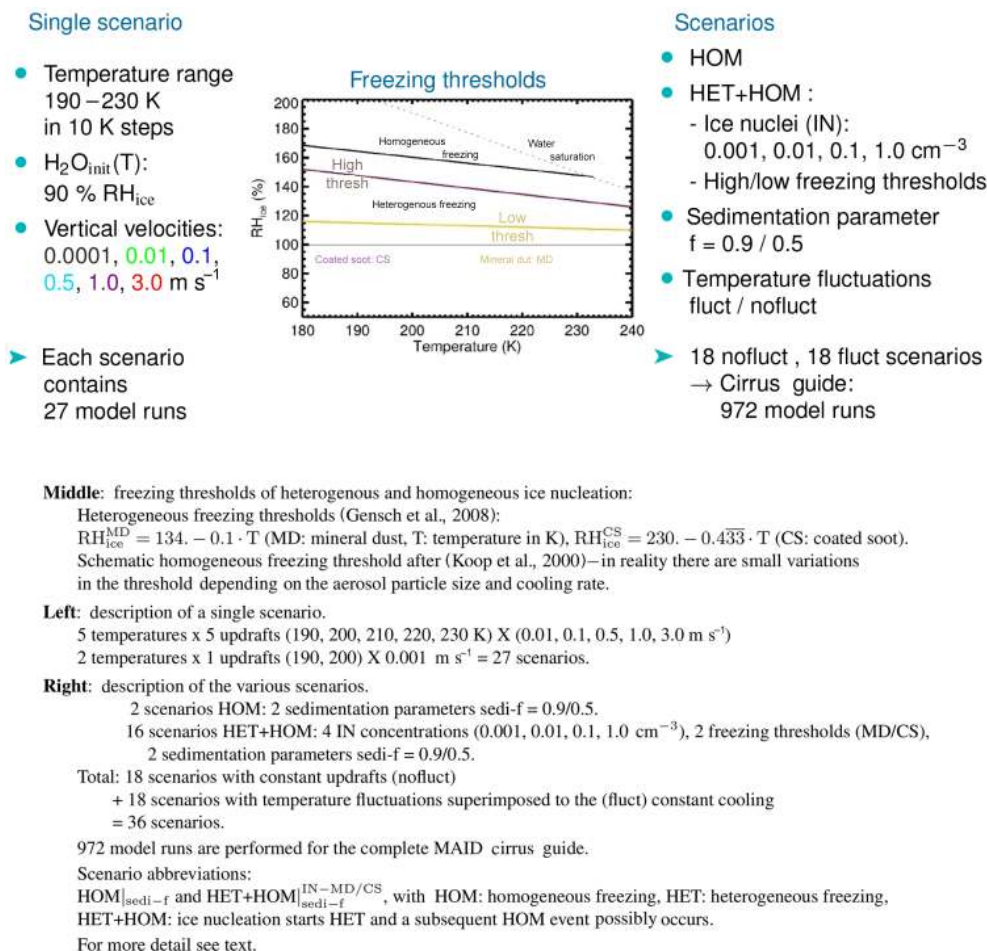 Single scenario
● Temperature range
190 – 230 K
in 10 K steps
● H₂O_init(T):
90 % RH_ice
● Vertical velocities:
0.0001, 0.01, 0.1,
0.5, 1.0, 3.0 m s⁻¹
➤ Each scenario
contains
27 model runs
Freezing thresholds
200
180
160
140
120
100
80
60
RH_ice (%)
Homogeneous
freezing
Water
saturation
High
thresh
Heterogenous freezing
Low
thresh
Coated soot: CS
Mineral dut: MD
180 190 200 210 220 230 240
Temperature (K)
Scenarios
● HOM
● HET+HOM :
- Ice nuclei (IN):
0.001, 0.01, 0.1, 1.0 cm⁻³
- High/low freezing thresholds
● Sedimentation parameter
f = 0.9 / 0.5
● Temperature fluctuations
fluct / nofluct
➤ 18 nofluct , 18 fluct scenarios
→ Cirrus guide:
972 model runs
Middle: freezing thresholds of heterogenous and homogeneous ice nucleation:
Heterogeneous freezing thresholds (Gensch et al., 2008):
RH_ice^MD = 134. − 0.1 · T (MD: mineral dust, T: temperature in K), RH_ice^CS = 230. − 0.43̅3̅ · T (CS: coated soot).
Schematic homogeneous freezing threshold after (Koop et al., 2000)–in reality there are small variations
in the threshold depending on the aerosol particle size and cooling rate.
Left: description of a single scenario.
5 temperatures x 5 updrafts (190, 200, 210, 220, 230 K) X (0.01, 0.1, 0.5, 1.0, 3.0 m s⁻¹)
2 temperatures x 1 updrafts (190, 200) X 0.001 m s⁻¹ = 27 scenarios.
Right: description of the various scenarios.
2 scenarios HOM: 2 sedimentation parameters sedi-f = 0.9/0.5.
16 scenarios HET+HOM: 4 IN concentrations (0.001, 0.01, 0.1, 1.0 cm⁻³), 2 freezing thresholds (MD/CS),
2 sedimentation parameters sedi-f = 0.9/0.5.
Total: 18 scenarios with constant updrafts (nofluct)
+ 18 scenarios with temperature fluctuations superimposed to the (fluct) constant cooling
= 36 scenarios.
972 model runs are performed for the complete MAID cirrus guide.
Scenario abbreviations:
HOM|_sedi−f and HET+HOM|_sedi−f^IN−MD/CS, with HOM: homogeneous freezing, HET: heterogeneous freezing,
HET+HOM: ice nucleation starts HET and a subsequent HOM event possibly occurs.
For more detail see text.